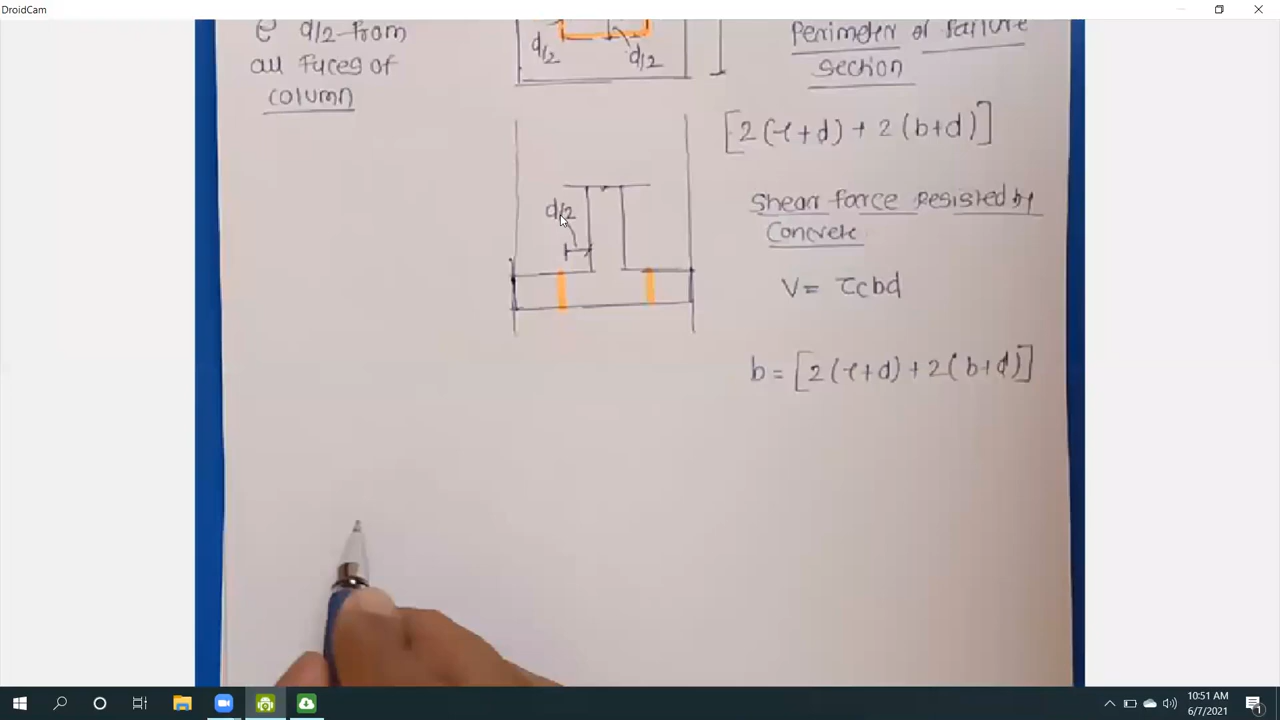 DroidCam
@ d/2 from
all Faces of
column
d/2
d/2
Perimeter of failure
section
[2(l+d) + 2(b+d)]
d/2
Shear force Resisted by
Concrete
V = τcbd
b = [2(l+d) + 2(b+d)]
10:51 AM
6/7/2021
1